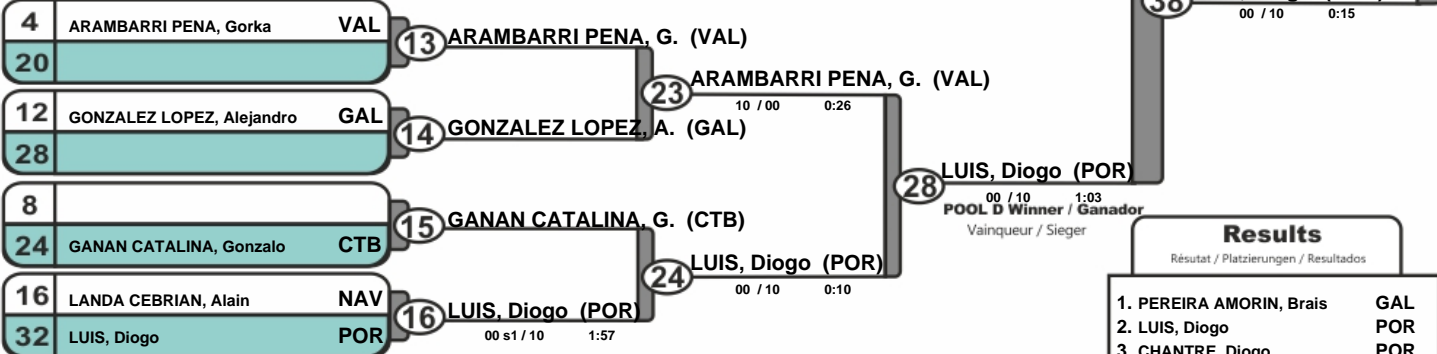 38
00 / 10 0:15
4 ARAMBARRI PENA, Gorka VAL
20
13 ARAMBARRI PENA, G. (VAL)
12 GONZALEZ LOPEZ, Alejandro GAL
28
14 GONZALEZ LOPEZ, A. (GAL)
23 ARAMBARRI PENA, G. (VAL)
10 / 00 0:26
8
24 GANAN CATALINA, Gonzalo CTB
15 GANAN CATALINA, G. (CTB)
16 LANDA CEBRIAN, Alain NAV
32 LUIS, Diogo POR
16 LUIS, Diogo (POR)
00 s1 / 10 1:57
24 LUIS, Diogo (POR)
00 / 10 0:10
28 LUIS, Diogo (POR)
00 / 10 1:03
POOL D Winner / Ganador
Vainqueur / Sieger
Results
Résutat / Platzierungen / Resultados
1. PEREIRA AMORIN, Brais GAL
2. LUIS, Diogo POR
3. CHANTRE, Diogo POR